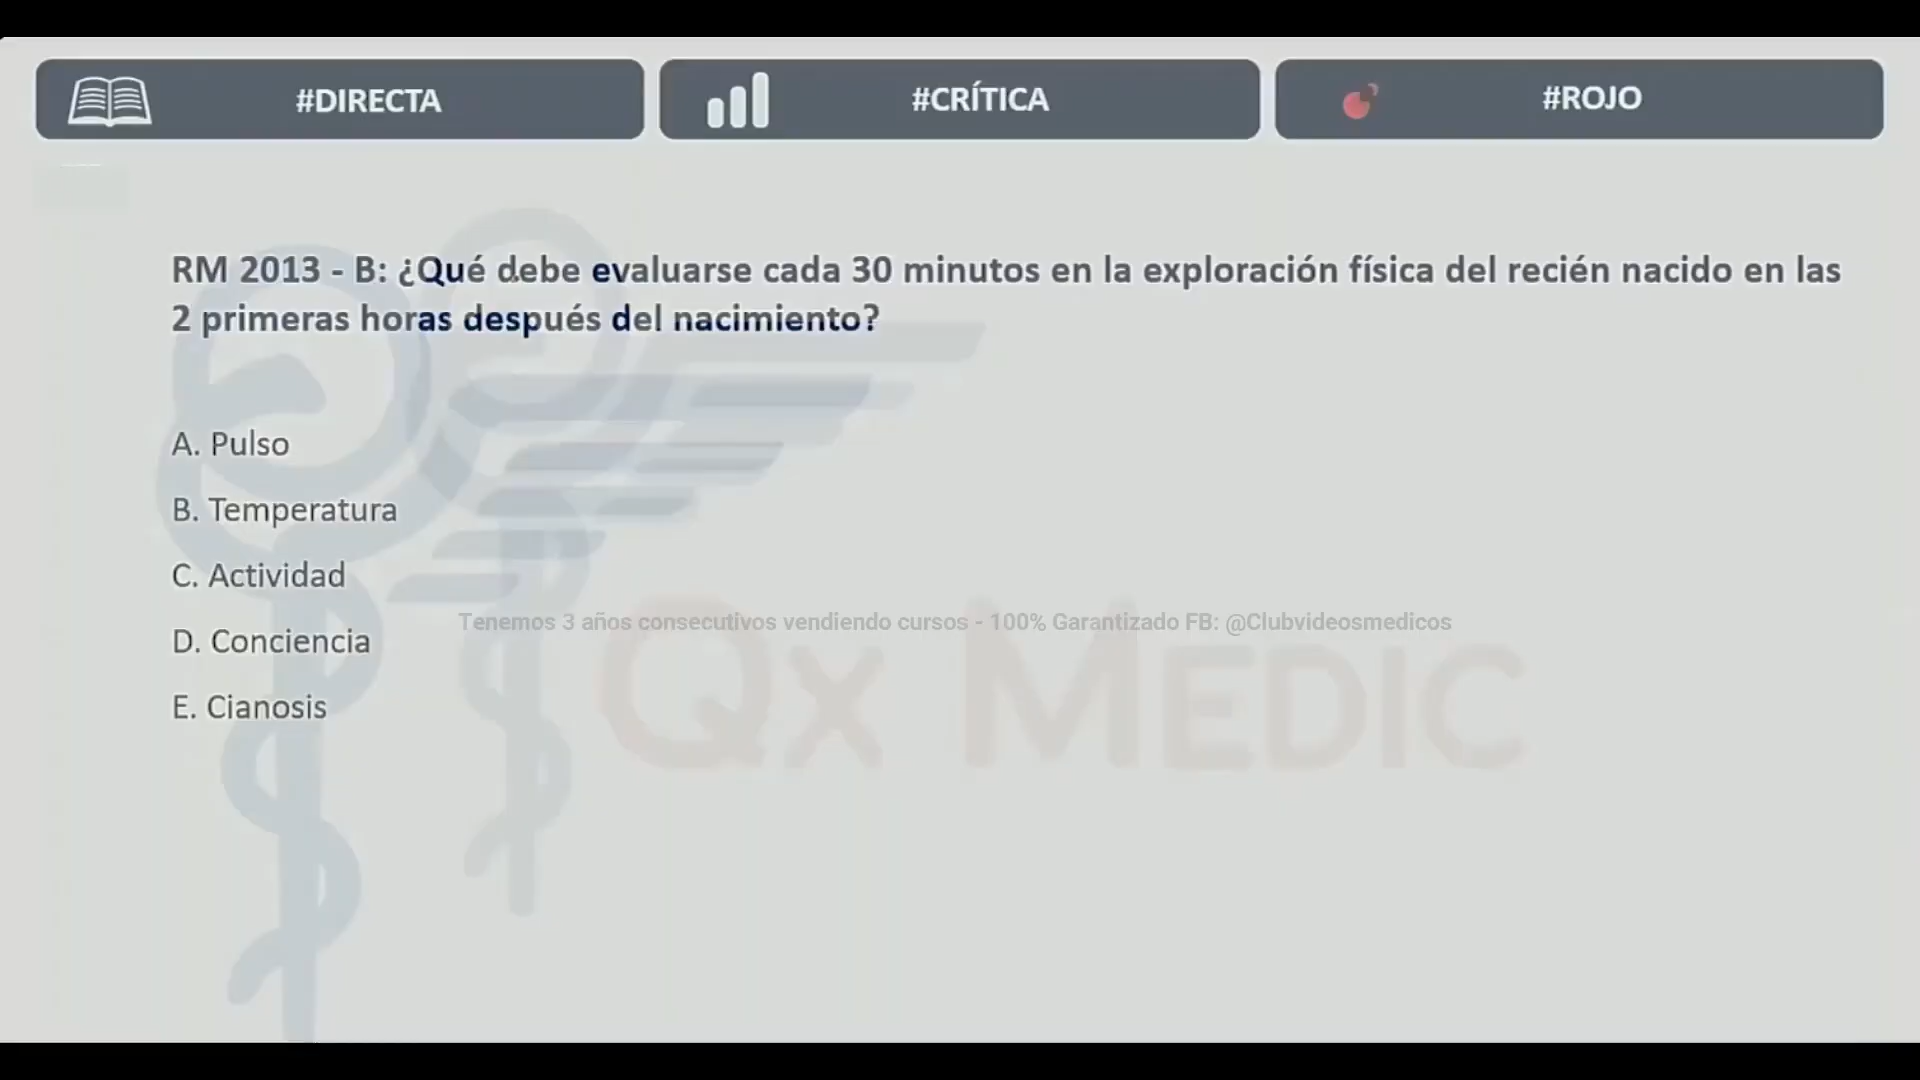 #DIRECTA
#CRÍTICA
#ROJO
RM 2013 - B: ¿Qué debe evaluarse cada 30 minutos en la exploración física del recién nacido en las
2 primeras horas después del nacimiento?
A. Pulso
B. Temperatura
C. Actividad
D. Conciencia
E. Cianosis
Tenemos 3 años consecutivos vendiendo cursos - 100% Garantizado FB: @Clubvideosmedicos
QX MEDIC